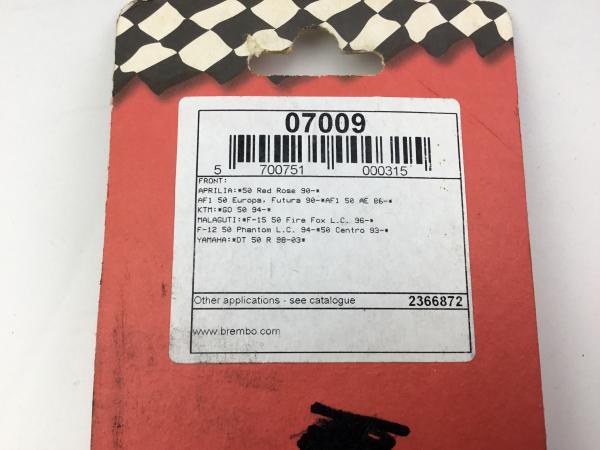 07009
5 700751 000315
FRONT:
APRILIA:*50 Red Rose 90-*
AF1 50 Europa, Futura 90-*AF1 50 AE 86-*
KTM:*GO 50 94-*
MALAGUTI:*F-15 50 Fire Fox L.C. 96-*
F-12 50 Phantom L.C. 94-*50 Centro 93-*
YAMAHA:*DT 50 R 98-03*
Other applications - see catalogue 2366872
www.brembo.com